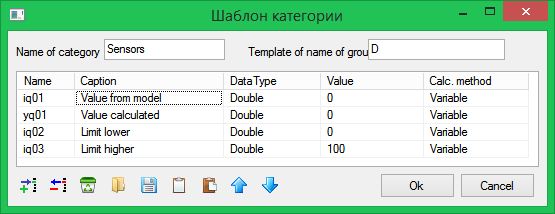 Шаблон категории
Name of category Sensors Template of name of grou D
Name Caption DataType Value Calc. method
iq01 Value from model Double 0 Variable
yq01 Value calculated Double 0 Variable
iq02 Limit lower Double 0 Variable
iq03 Limit higher Double 100 Variable
Ok Cancel